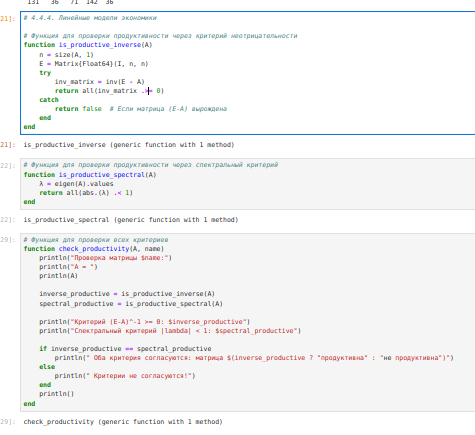 131   36   71  142  36
21]:
# 4.4.4. Линейные модели экономики
# Функция для проверки продуктивности через критерий неотрицательности
function is_productive_inverse(A)
    n = size(A, 1)
    E = Matrix{Float64}(I, n, n)
    try
        inv_matrix = inv(E - A)
        return all(inv_matrix .>= 0)
    catch
        return false  # Если матрица (E-A) вырождена
    end
end
21]:
is_productive_inverse (generic function with 1 method)
22]:
# Функция для проверки продуктивности через спектральный критерий
function is_productive_spectral(A)
    λ = eigen(A).values
    return all(abs.(λ) .< 1)
end
22]:
is_productive_spectral (generic function with 1 method)
29]:
# Функция для проверки всех критериев
function check_productivity(A, name)
    println("Проверка матрицы $name:")
    println("A = ")
    println(A)
    inverse_productive = is_productive_inverse(A)
    spectral_productive = is_productive_spectral(A)
    println("Критерий (E-A)^-1 >= 0: $inverse_productive")
    println("Спектральный критерий |lambda| < 1: $spectral_productive")
    if inverse_productive == spectral_productive
        println(" Оба критерия согласуются: матрица $(inverse_productive ? "продуктивна" : "не продуктивна")")
    else
        println(" Критерии не согласуются!")
    end
    println()
end
29]:
check_productivity (generic function with 1 method)